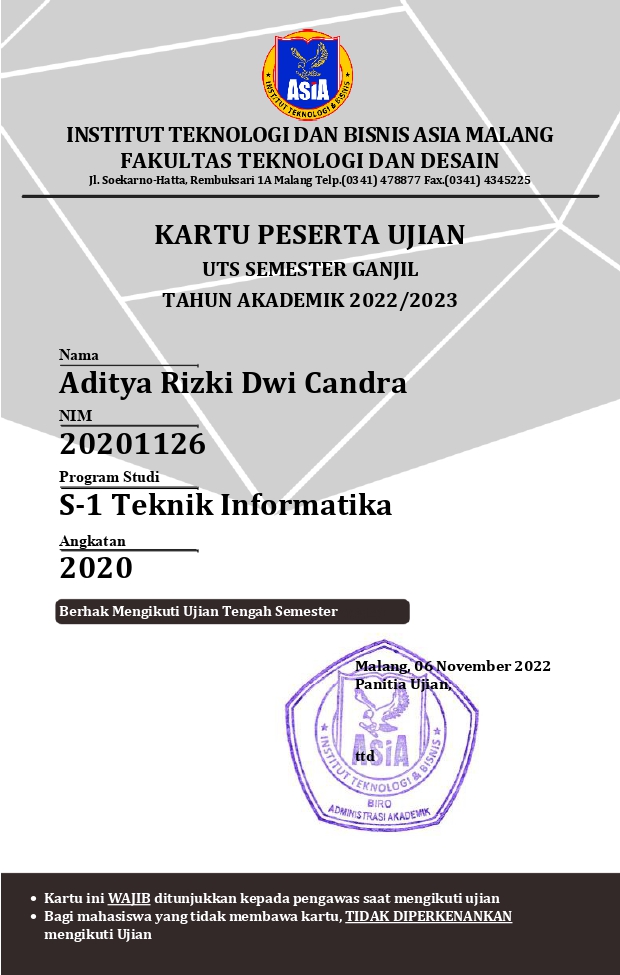 ASiA
INSTITUT TEKNOLOGI & BISNIS
INSTITUT TEKNOLOGI DAN BISNIS ASIA MALANG
FAKULTAS TEKNOLOGI DAN DESAIN
Jl. Soekarno-Hatta, Rembuksari 1A Malang Telp.(0341) 478877 Fax.(0341) 4345225
KARTU PESERTA UJIAN
UTS SEMESTER GANJIL
TAHUN AKADEMIK 2022/2023
Nama
Aditya Rizki Dwi Candra
NIM
20201126
Program Studi
S-1 Teknik Informatika
Angkatan
2020
Berhak Mengikuti Ujian Tengah Semester
Malang, 06 November 2022
Panitia Ujian,
ASiA
ttd
INSTITUT TEKNOLOGI & BISNIS
BIRO
ADMINISTRASI AKADEMIK
• Kartu ini WAJIB ditunjukkan kepada pengawas saat mengikuti ujian
• Bagi mahasiswa yang tidak membawa kartu, TIDAK DIPERKENANKAN
mengikuti Ujian